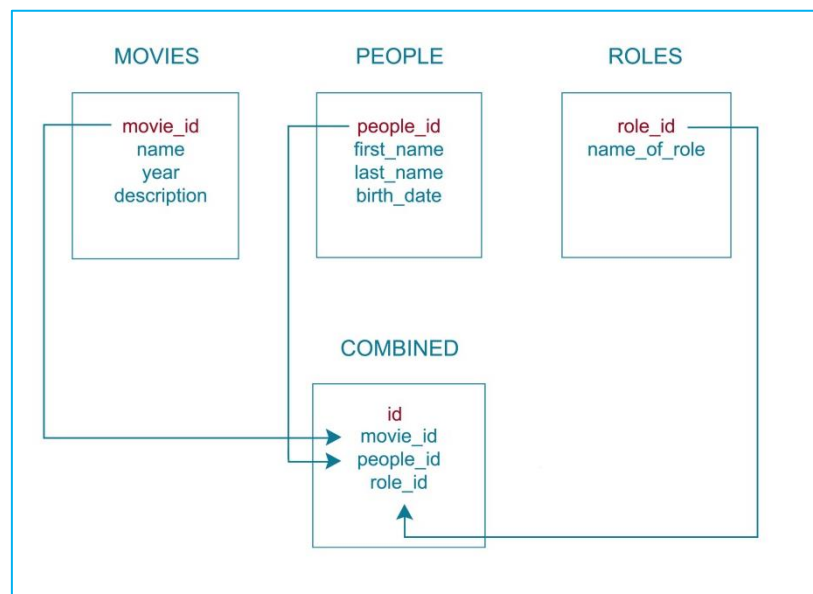 MOVIES
movie_id
name
year
description
PEOPLE
people_id
first_name
last_name
birth_date
ROLES
role_id
name_of_role
COMBINED
id
movie_id
people_id
role_id